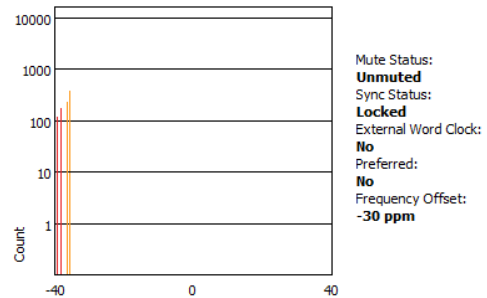 10000
1000
100
10
1
Count
-40
0
40
Mute Status:
Unmuted
Sync Status:
Locked
External Word Clock:
No
Preferred:
No
Frequency Offset:
-30 ppm